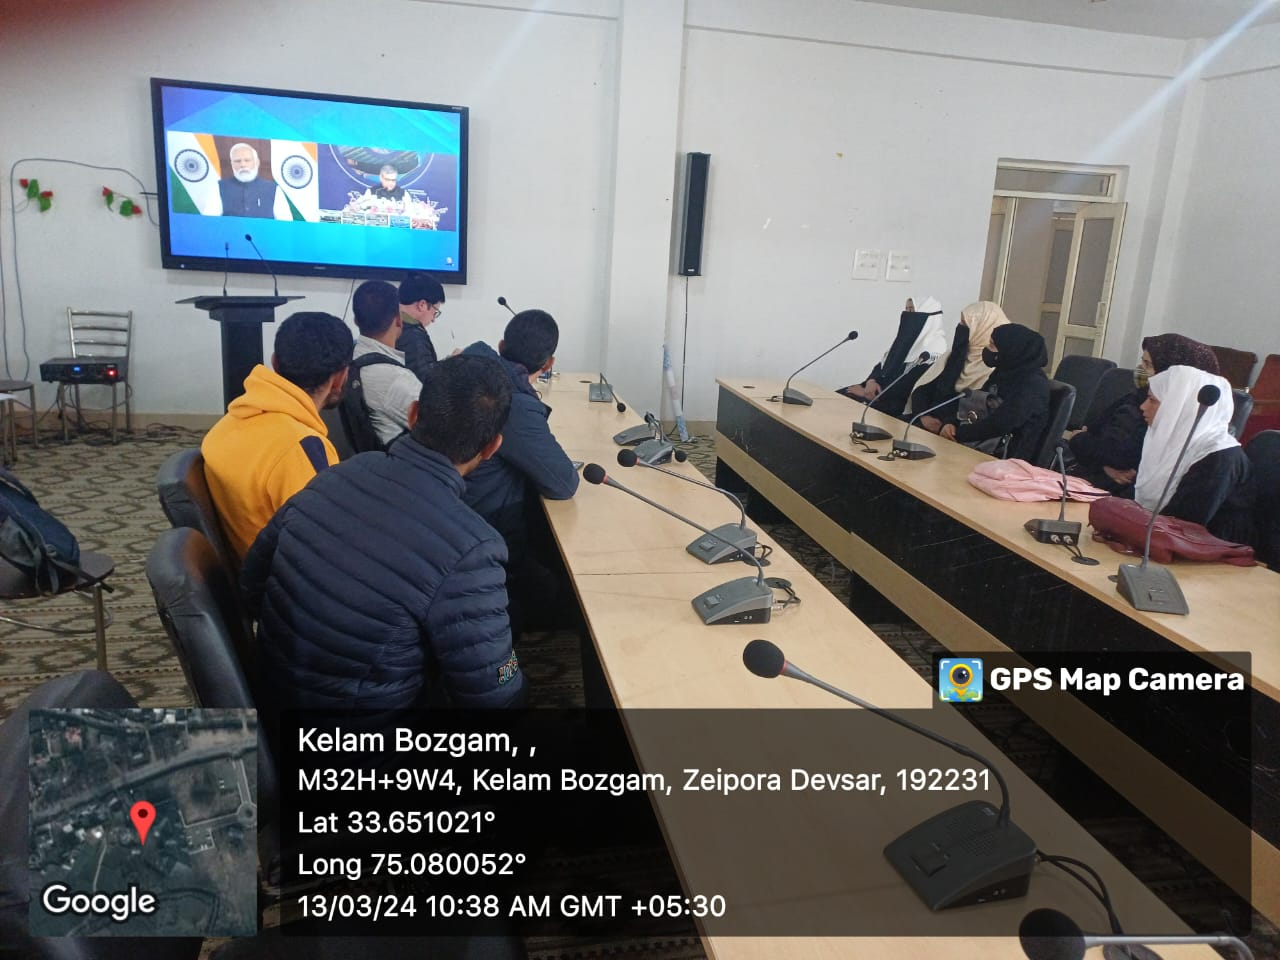 GPS Map Camera
Kelam Bozgam, ,
M32H+9W4, Kelam Bozgam, Zeipora Devsar, 192231
Lat 33.651021°
Long 75.080052°
13/03/24 10:38 AM GMT +05:30
Google